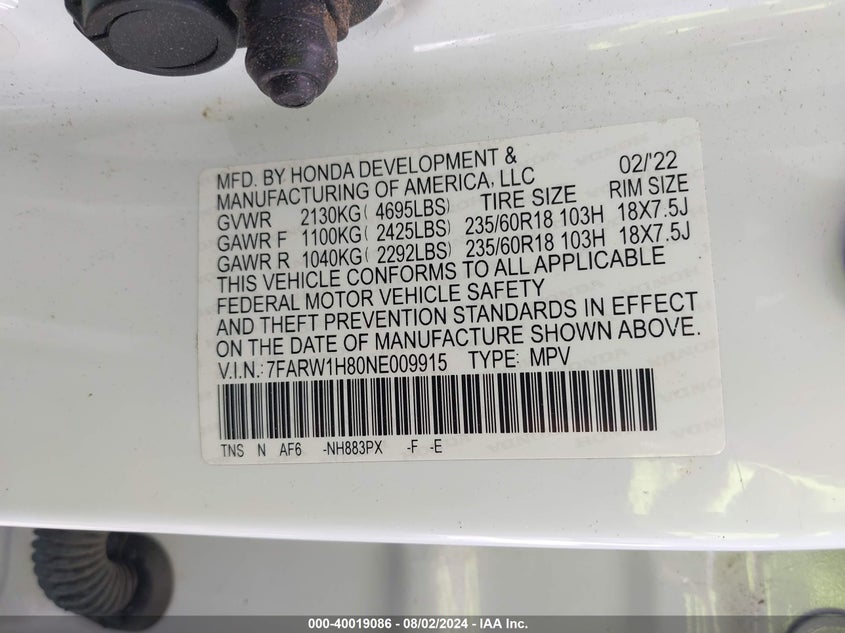 MFD. BY HONDA DEVELOPMENT & 02/'22
MANUFACTURING OF AMERICA, LLC TIRE SIZE RIM SIZE
GVWR 2130KG( 4695LBS)
GAWR F 1100KG( 2425LBS) 235/60R18 103H 18X7.5J
GAWR R 1040KG( 2292LBS) 235/60R18 103H 18X7.5J
THIS VEHICLE CONFORMS TO ALL APPLICABLE
FEDERAL MOTOR VEHICLE SAFETY
AND THEFT PREVENTION STANDARDS IN EFFECT
ON THE DATE OF MANUFACTURE SHOWN ABOVE.
V.I.N.:7FARW1H80NE009915 TYPE: MPV
TNS N AF6 -NH883PX -F -E
000-40019086 - 08/02/2024 - IAA Inc.